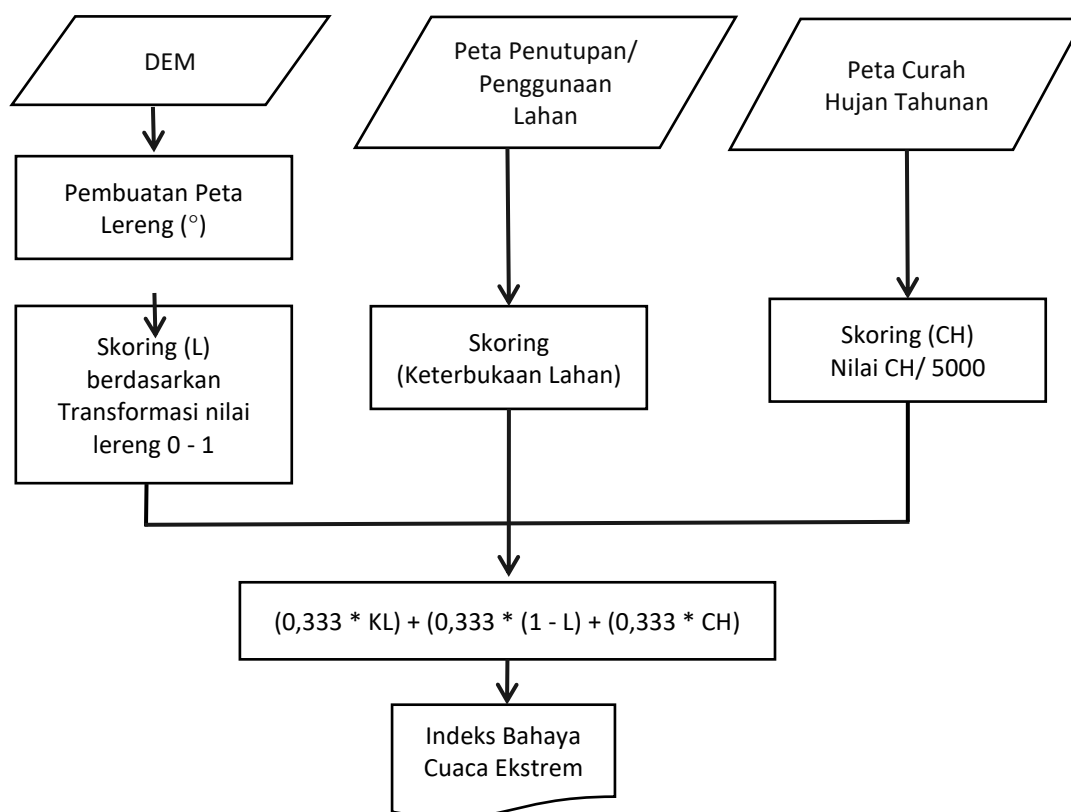 DEM
Peta Penutupan/
Penggunaan
Lahan
Peta Curah
Hujan Tahunan
Pembuatan Peta
Lereng (°)
Skoring (L)
berdasarkan
Transformasi nilai
lereng 0 - 1
Skoring
(Keterbukaan Lahan)
Skoring (CH)
Nilai CH/ 5000
(0,333 * KL) + (0,333 * (1 - L) + (0,333 * CH)
Indeks Bahaya
Cuaca Ekstrem